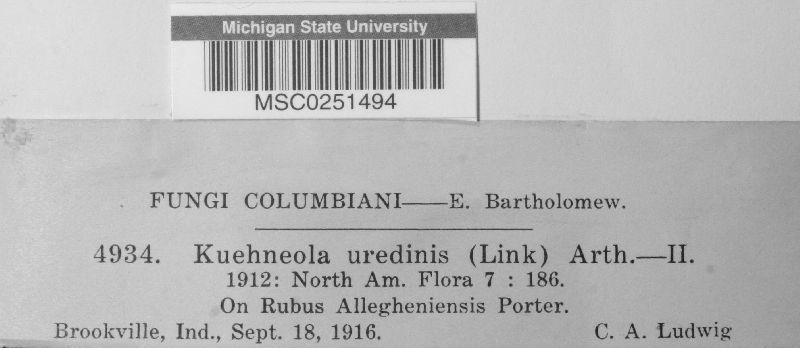 Michigan State University
MSC0251494
FUNGI COLUMBIANI——E. Bartholomew.
4934. Kuehneola uredinis (Link) Arth.—II.
1912: North Am. Flora 7 : 186.
On Rubus Allegheniensis Porter.
Brookville, Ind., Sept. 18, 1916. C. A. Ludwig